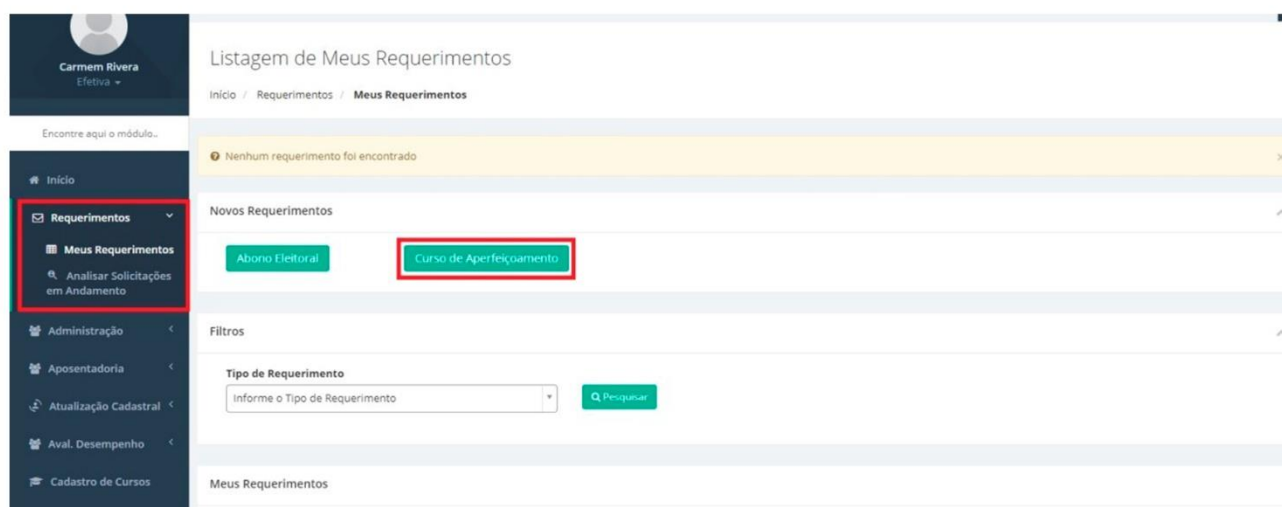 Carmem Rivera
Efetiva
Encontre aqui o módulo..
Início
Requerimentos
Meus Requerimentos
Analisar Solicitações
em Andamento
Administração
Aposentadoria
Atualização Cadastral
Aval. Desempenho
Cadastro de Cursos
Listagem de Meus Requerimentos
Início / Requerimentos / Meus Requerimentos
Nenhum requerimento foi encontrado
Novos Requerimentos
Abono Eleitoral Curso de Aperfeiçoamento
Filtros
Tipo de Requerimento
Informe o Tipo de Requerimento Pesquisar
Meus Requerimentos